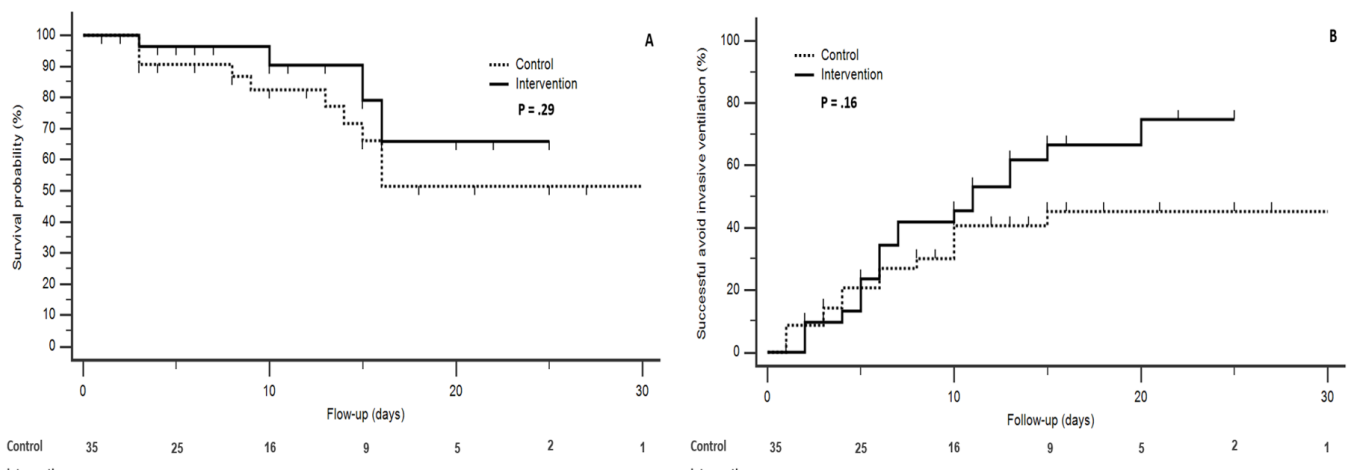 A
Control
Intervention
P = .29
Survival probability (%)
100
90
80
70
60
50
40
30
20
10
0
0 10 20 30
Flow-up (days)
Control 35 25 16 9 5 2 1
B
Control
Intervention
P = .16
Successful avoid invasive ventilation (%)
100
80
60
40
20
0
0 10 20 30
Follow-up (days)
Control 35 25 16 9 5 2 1